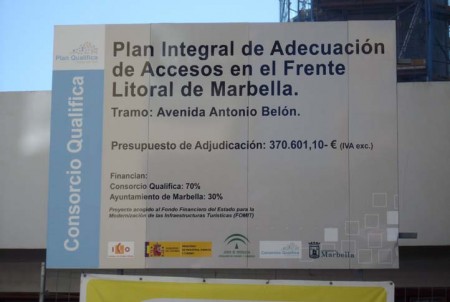 Plan Qualifica
Plan Integral de Adecuación
de Accesos en el Frente
Litoral de Marbella.
Tramo: Avenida Antonio Belón.
Presupuesto de Adjudicación: 370.601,10- € (IVA exc.)
Financian:
Consorcio Qualifica: 70%
Ayuntamiento de Marbella: 30%
Proyecto acogido al Fondo Financiero del Estado para la
Modernización de las Infraestructuras Turísticas (FOMIT)
Consorcio Qualifica
Marbella